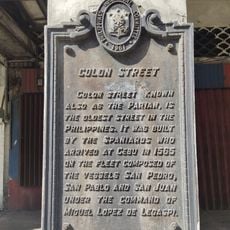 1941
COLON STREET
COLON STREET KNOWN
ALSO AS THE PARIAN, IS
THE OLDEST STREET IN THE
PHILIPPINES. IT WAS BUILT
BY THE SPANIARDS WHO
ARRIVED AT CEBU IN 1565
ON THE FLEET COMPOSED OF
THE VESSELS SAN PEDRO,
SAN PABLO AND SAN JUAN
UNDER THE COMMAND OF
MIGUEL LOPEZ DE LEGASPI.